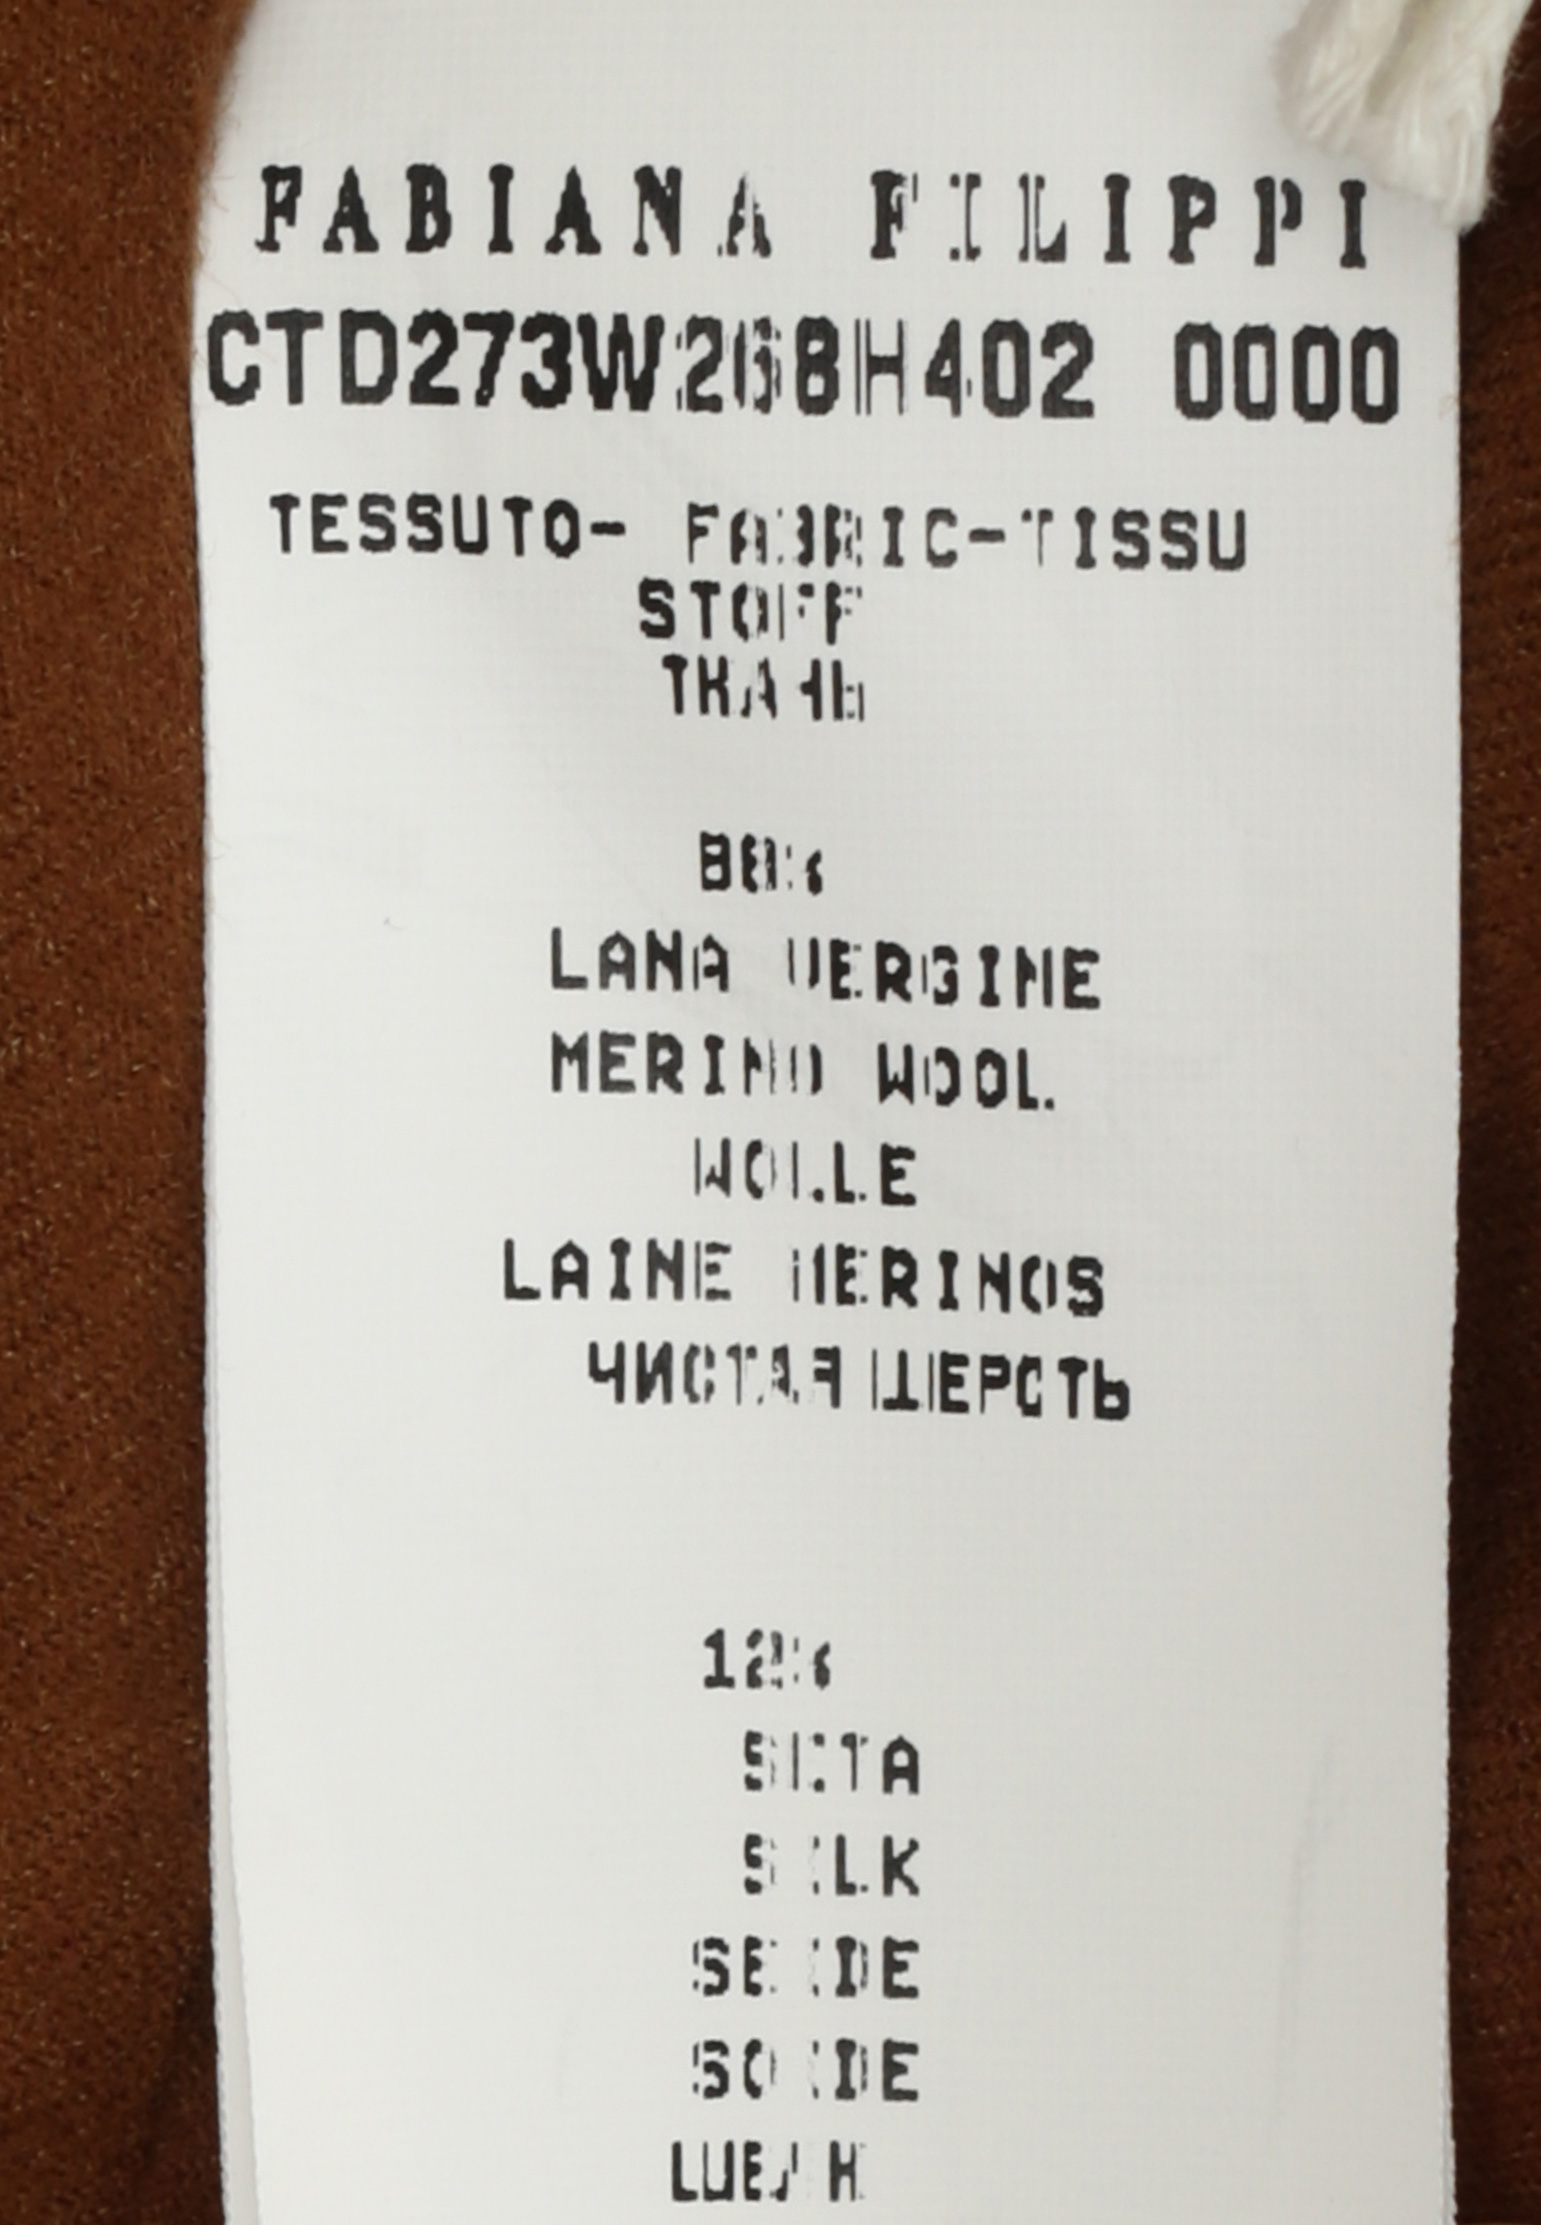 FABIANA FILIPPI
CTD273W268H402 0000
TESSUTO- FABRIC-TISSU
STOFF
ТКАНЬ
88%
LANA VERGINE
MERINO WOOL
WOLLE
LAINE MERINOS
ЧИСТАЯ ШЕРСТЬ
12%
SETA
SILK
SEIDE
SOIDE
ШЕЛК